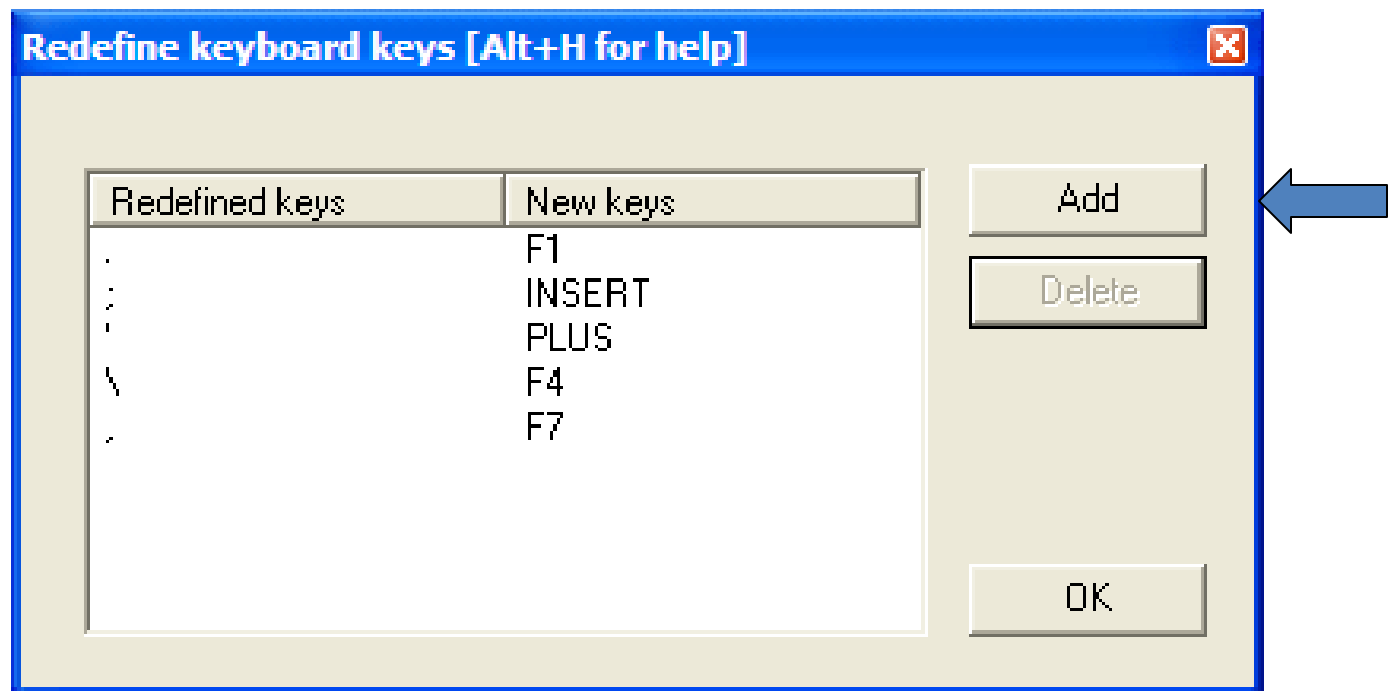 Redefine keyboard keys [Alt+H for help]
Redefined keys New keys
. F1
; INSERT
' PLUS
\ F4
, F7
Add
Delete
OK